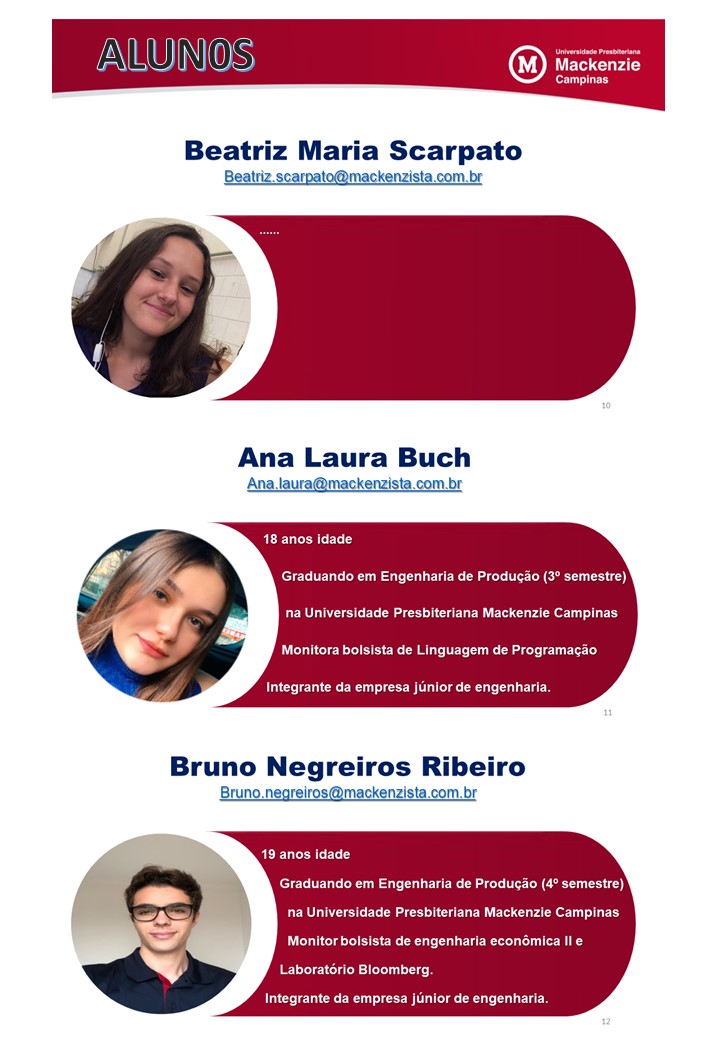 ALUN0S
Universidade Presbiteriana
Mackenzie
Campinas
M
Beatriz Maria Scarpato
Beatriz.scarpato@mackenzista.com.br
......
10
Ana Laura Buch
Ana.laura@mackenzista.com.br
18 anos idade
Graduando em Engenharia de Produção (3º semestre)
na Universidade Presbiteriana Mackenzie Campinas
Monitora bolsista de Linguagem de Programação
Integrante da empresa júnior de engenharia.
11
Bruno Negreiros Ribeiro
Bruno.negreiros@mackenzista.com.br
19 anos idade
Graduando em Engenharia de Produção (4º semestre)
na Universidade Presbiteriana Mackenzie Campinas
Monitor bolsista de engenharia econômica II e
Laboratório Bloomberg.
Integrante da empresa júnior de engenharia.
12